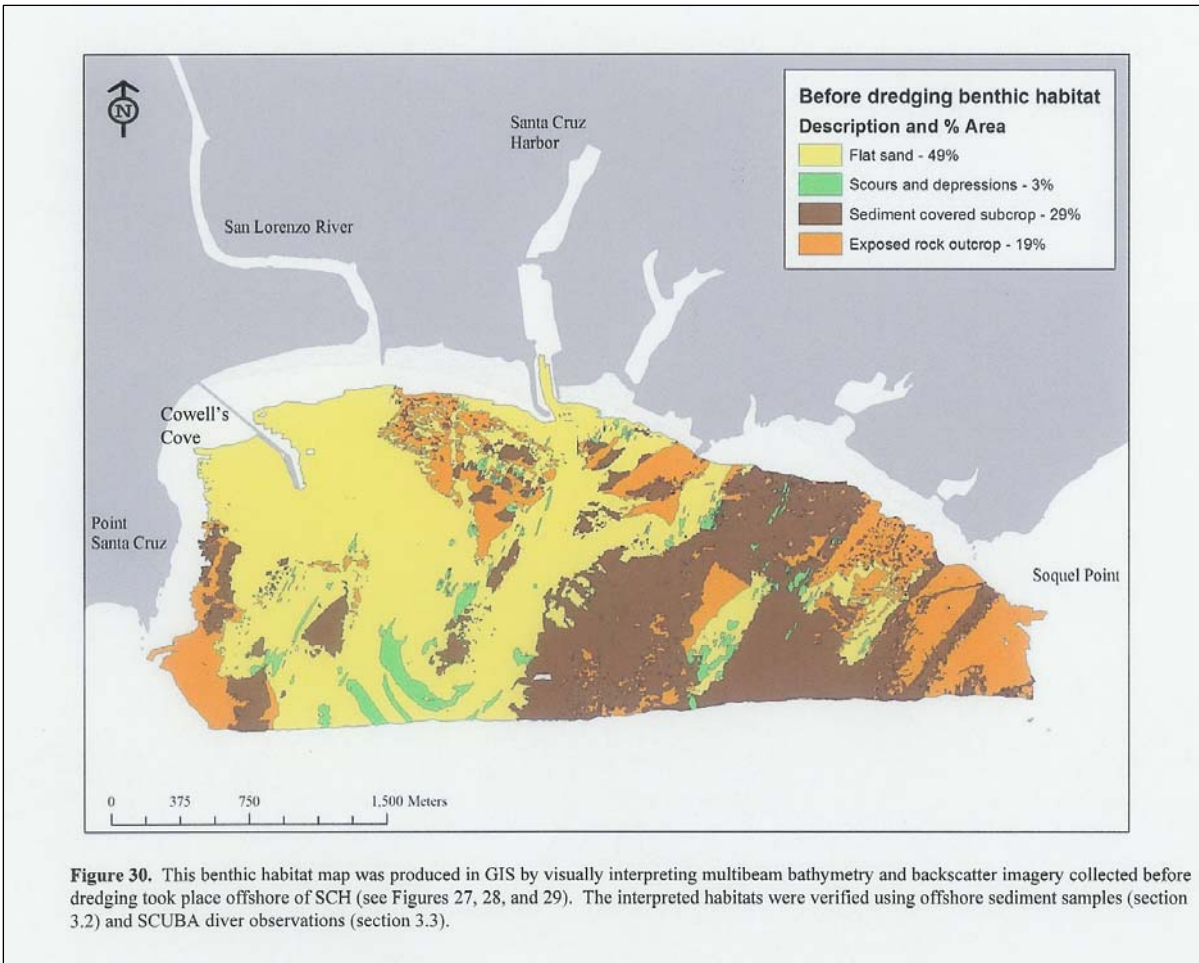 N
Santa Cruz
Harbor
San Lorenzo River
Cowell's
Cove
Point
Santa Cruz
Soquel Point
Before dredging benthic habitat
Description and % Area
Flat sand - 49%
Scours and depressions - 3%
Sediment covered subcrop - 29%
Exposed rock outcrop - 19%
0 375 750 1,500 Meters
Figure 30. This benthic habitat map was produced in GIS by visually interpreting multibeam bathymetry and backscatter imagery collected before
dredging took place offshore of SCH (see Figures 27, 28, and 29). The interpreted habitats were verified using offshore sediment samples (section
3.2) and SCUBA diver observations (section 3.3).